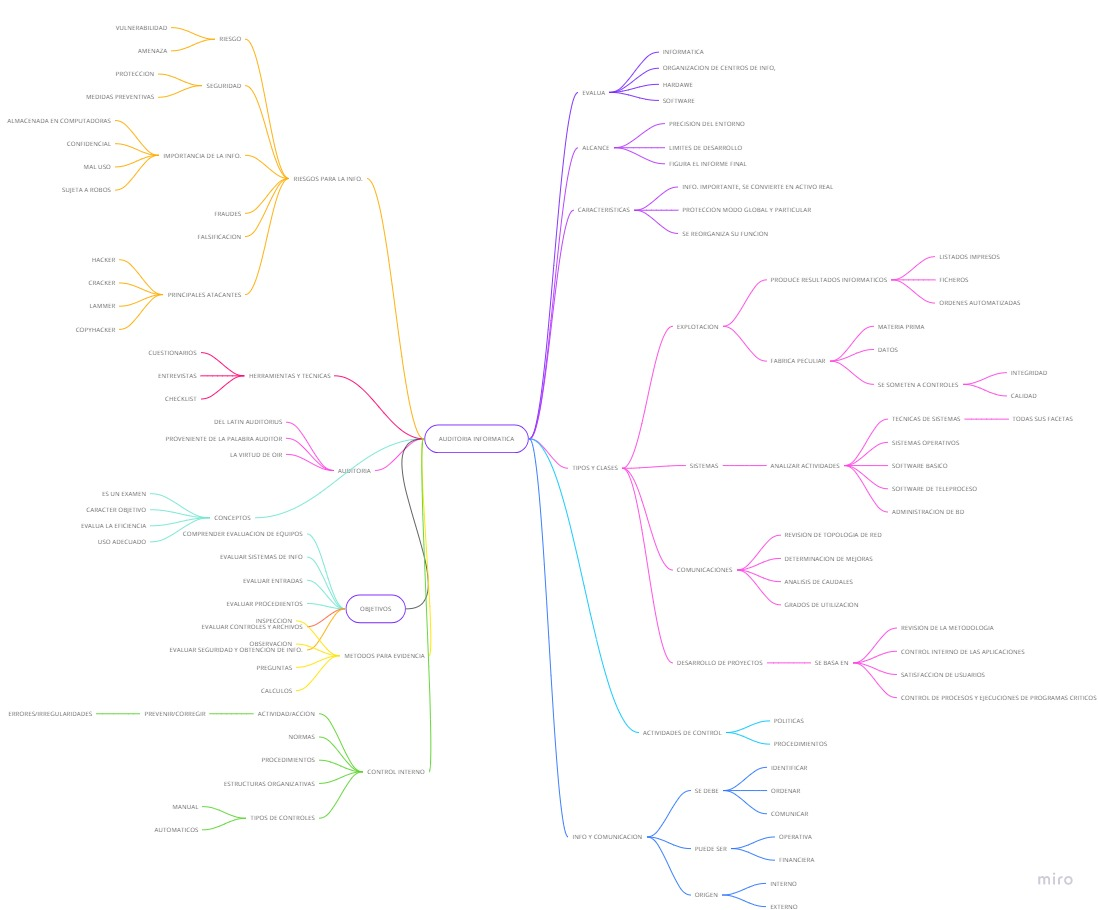 VULNERABILIDAD
AMENAZA
RIESGO
PROTECCION
MEDIDAS PREVENTIVAS
SEGURIDAD
ALMACENADA EN COMPUTADORAS
CONFIDENCIAL
MAL USO
SUJETA A ROBOS
IMPORTANCIA DE LA INFO.
FRAUDES
FALSIFICACION
HACKER
CRACKER
LAMMER
COPYHACKER
PRINCIPALES ATACANTES
RIESGOS PARA LA INFO.
CUESTIONARIOS
ENTREVISTAS
CHECKLIST
HERRAMIENTAS Y TECNICAS
DEL LATIN AUDITORIUS
PROVENIENTE DE LA PALABRA AUDITOR
LA VIRTUD DE OIR
AUDITORIA
ES UN EXAMEN
CARACTER OBJETIVO
EVALUA LA EFICIENCIA
USO ADECUADO
CONCEPTOS
COMPRENDER EVALUACION DE EQUIPOS
EVALUAR SISTEMAS DE INFO
EVALUAR ENTRADAS
EVALUAR PROCEDIENTOS
EVALUAR CONTROLES Y ARCHIVOS
EVALUAR SEGURIDAD Y OBTENCION DE INFO.
OBJETIVOS
INSPECCION
OBSERVACION
PREGUNTAS
CALCULOS
METODOS PARA EVIDENCIA
ERRORES/IRREGULARIDADES
PREVENIR/CORREGIR
ACTIVIDAD/ACCION
NORMAS
PROCEDIMIENTOS
ESTRUCTURAS ORGANIZATIVAS
MANUAL
AUTOMATICOS
TIPOS DE CONTROLES
CONTROL INTERNO
AUDITORIA INFORMATICA
EVALUA
INFORMATICA
ORGANIZACION DE CENTROS DE INFO,
HARDAWE
SOFTWARE
ALCANCE
PRECISION DEL ENTORNO
LIMITES DE DESARROLLO
FIGURA EL INFORME FINAL
CARACTERISTICAS
INFO. IMPORTANTE, SE CONVIERTE EN ACTIVO REAL
PROTECCION MODO GLOBAL Y PARTICULAR
SE REORGANIZA SU FUNCION
TIPOS Y CLASES
EXPLOTACION
PRODUCE RESULTADOS INFORMATICOS
LISTADOS IMPRESOS
FICHEROS
ORDENES AUTOMATIZADAS
FABRICA PECULIAR
MATERIA PRIMA
DATOS
SE SOMETEN A CONTROLES
INTEGRIDAD
CALIDAD
SISTEMAS
ANALIZAR ACTIVIDADES
TECNICAS DE SISTEMAS
TODAS SUS FACETAS
SISTEMAS OPERATIVOS
SOFTWARE BASICO
SOFTWARE DE TELEPROCESO
ADMINISTRACION DE BD
COMUNICACIONES
REVISION DE TOPOLOGIA DE RED
DETERMINACION DE MEJORAS
ANALISIS DE CAUDALES
GRADOS DE UTILIZACION
DESARROLLO DE PROYECTOS
SE BASA EN
REVISIÓN DE LA METODOLOGIA
CONTROL INTERNO DE LAS APLICACIONES
SATISFACCION DE USUARIOS
CONTROL DE PROCESOS Y EJECUCIONES DE PROGRAMAS CRITICOS
ACTIVIDADES DE CONTROL
POLITICAS
PROCEDIMIENTOS
INFO Y COMUNICACION
SE DEBE
IDENTIFICAR
ORDENAR
COMUNICAR
PUEDE SER
OPERATIVA
FINANCIERA
ORIGEN
INTERNO
EXTERNO
miro